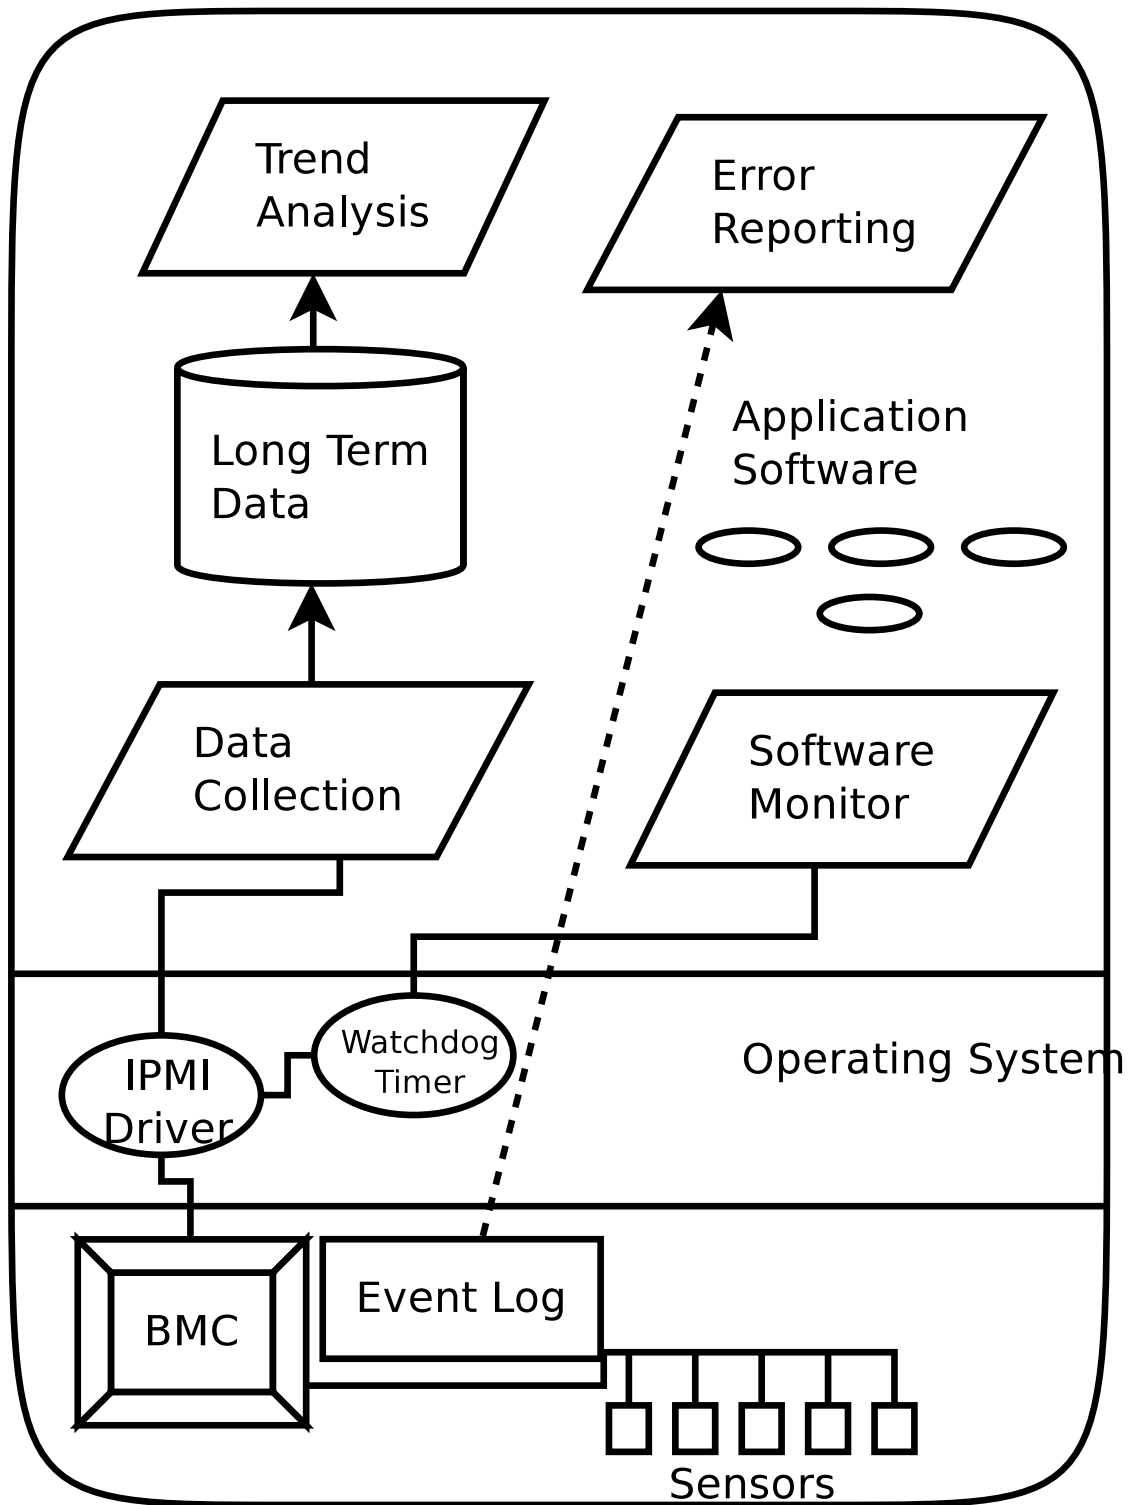 Trend
Analysis
Error
Reporting
Long Term
Data
Application
Software
Data
Collection
Software
Monitor
IPMI
Driver
Watchdog
Timer
Operating System
BMC
Event Log
Sensors